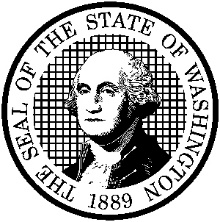 THE SEAL OF THE STATE OF WASHINGTON
1889